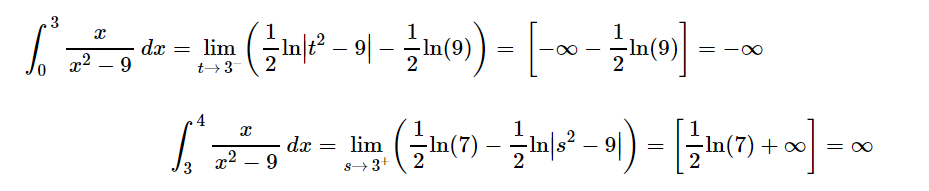 ∫₀³ x/(x² − 9) dx = lim_{t→3⁻} (1/2 ln|t² − 9| − 1/2 ln(9)) = [−∞ − 1/2 ln(9)] = −∞
∫₃⁴ x/(x² − 9) dx = lim_{s→3⁺} (1/2 ln(7) − 1/2 ln|s² − 9|) = [1/2 ln(7) + ∞] = ∞